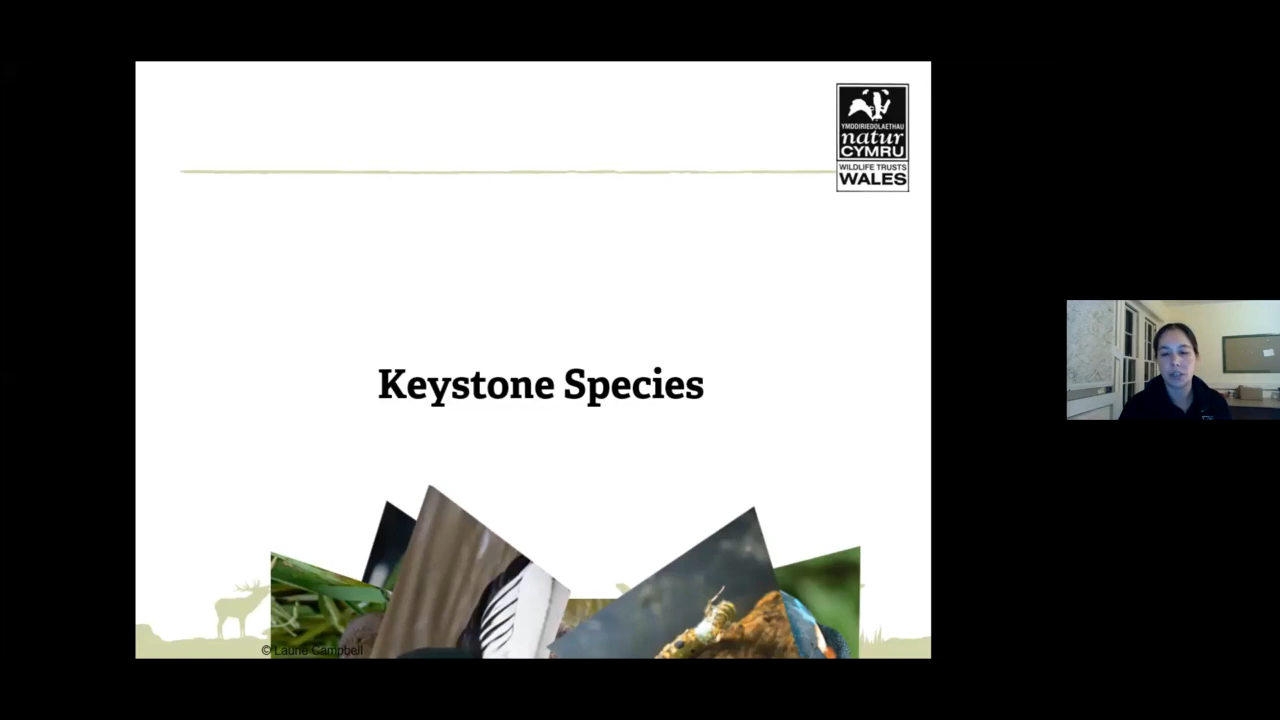 YMDDIRIEDOLAETHAU
natur
CYMRU
WILDLIFE TRUSTS
WALES
Keystone Species
© Laurie Campbell